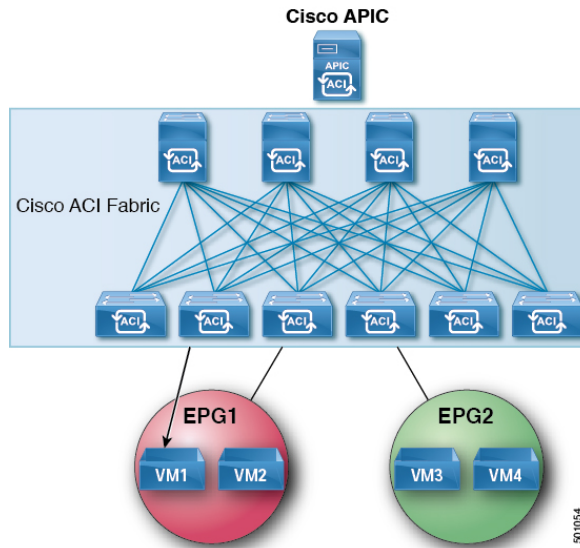 Cisco APIC
APIC
ACI
ACI ACI ACI ACI
Cisco ACI Fabric
ACI ACI ACI ACI ACI ACI
EPG1 EPG2
VM1 VM2 VM3 VM4
501054